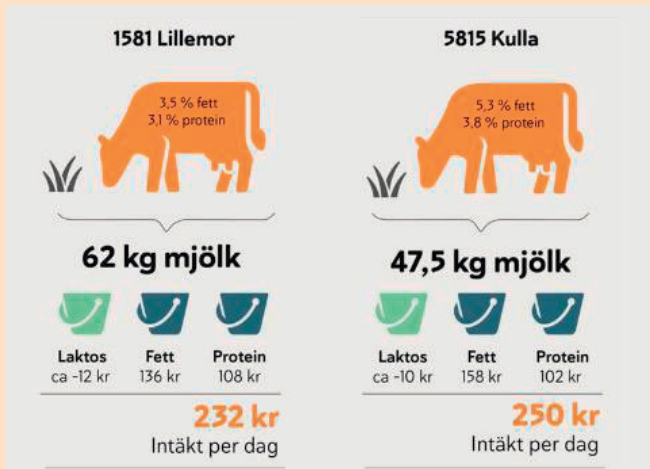 1581 Lillemor
3,5 % fett
3,1 % protein
62 kg mjölk
Laktos Fett Protein
ca -12 kr 136 kr 108 kr
232 kr
Intäkt per dag
5815 Kulla
5,3 % fett
3,8 % protein
47,5 kg mjölk
Laktos Fett Protein
ca -10 kr 158 kr 102 kr
250 kr
Intäkt per dag